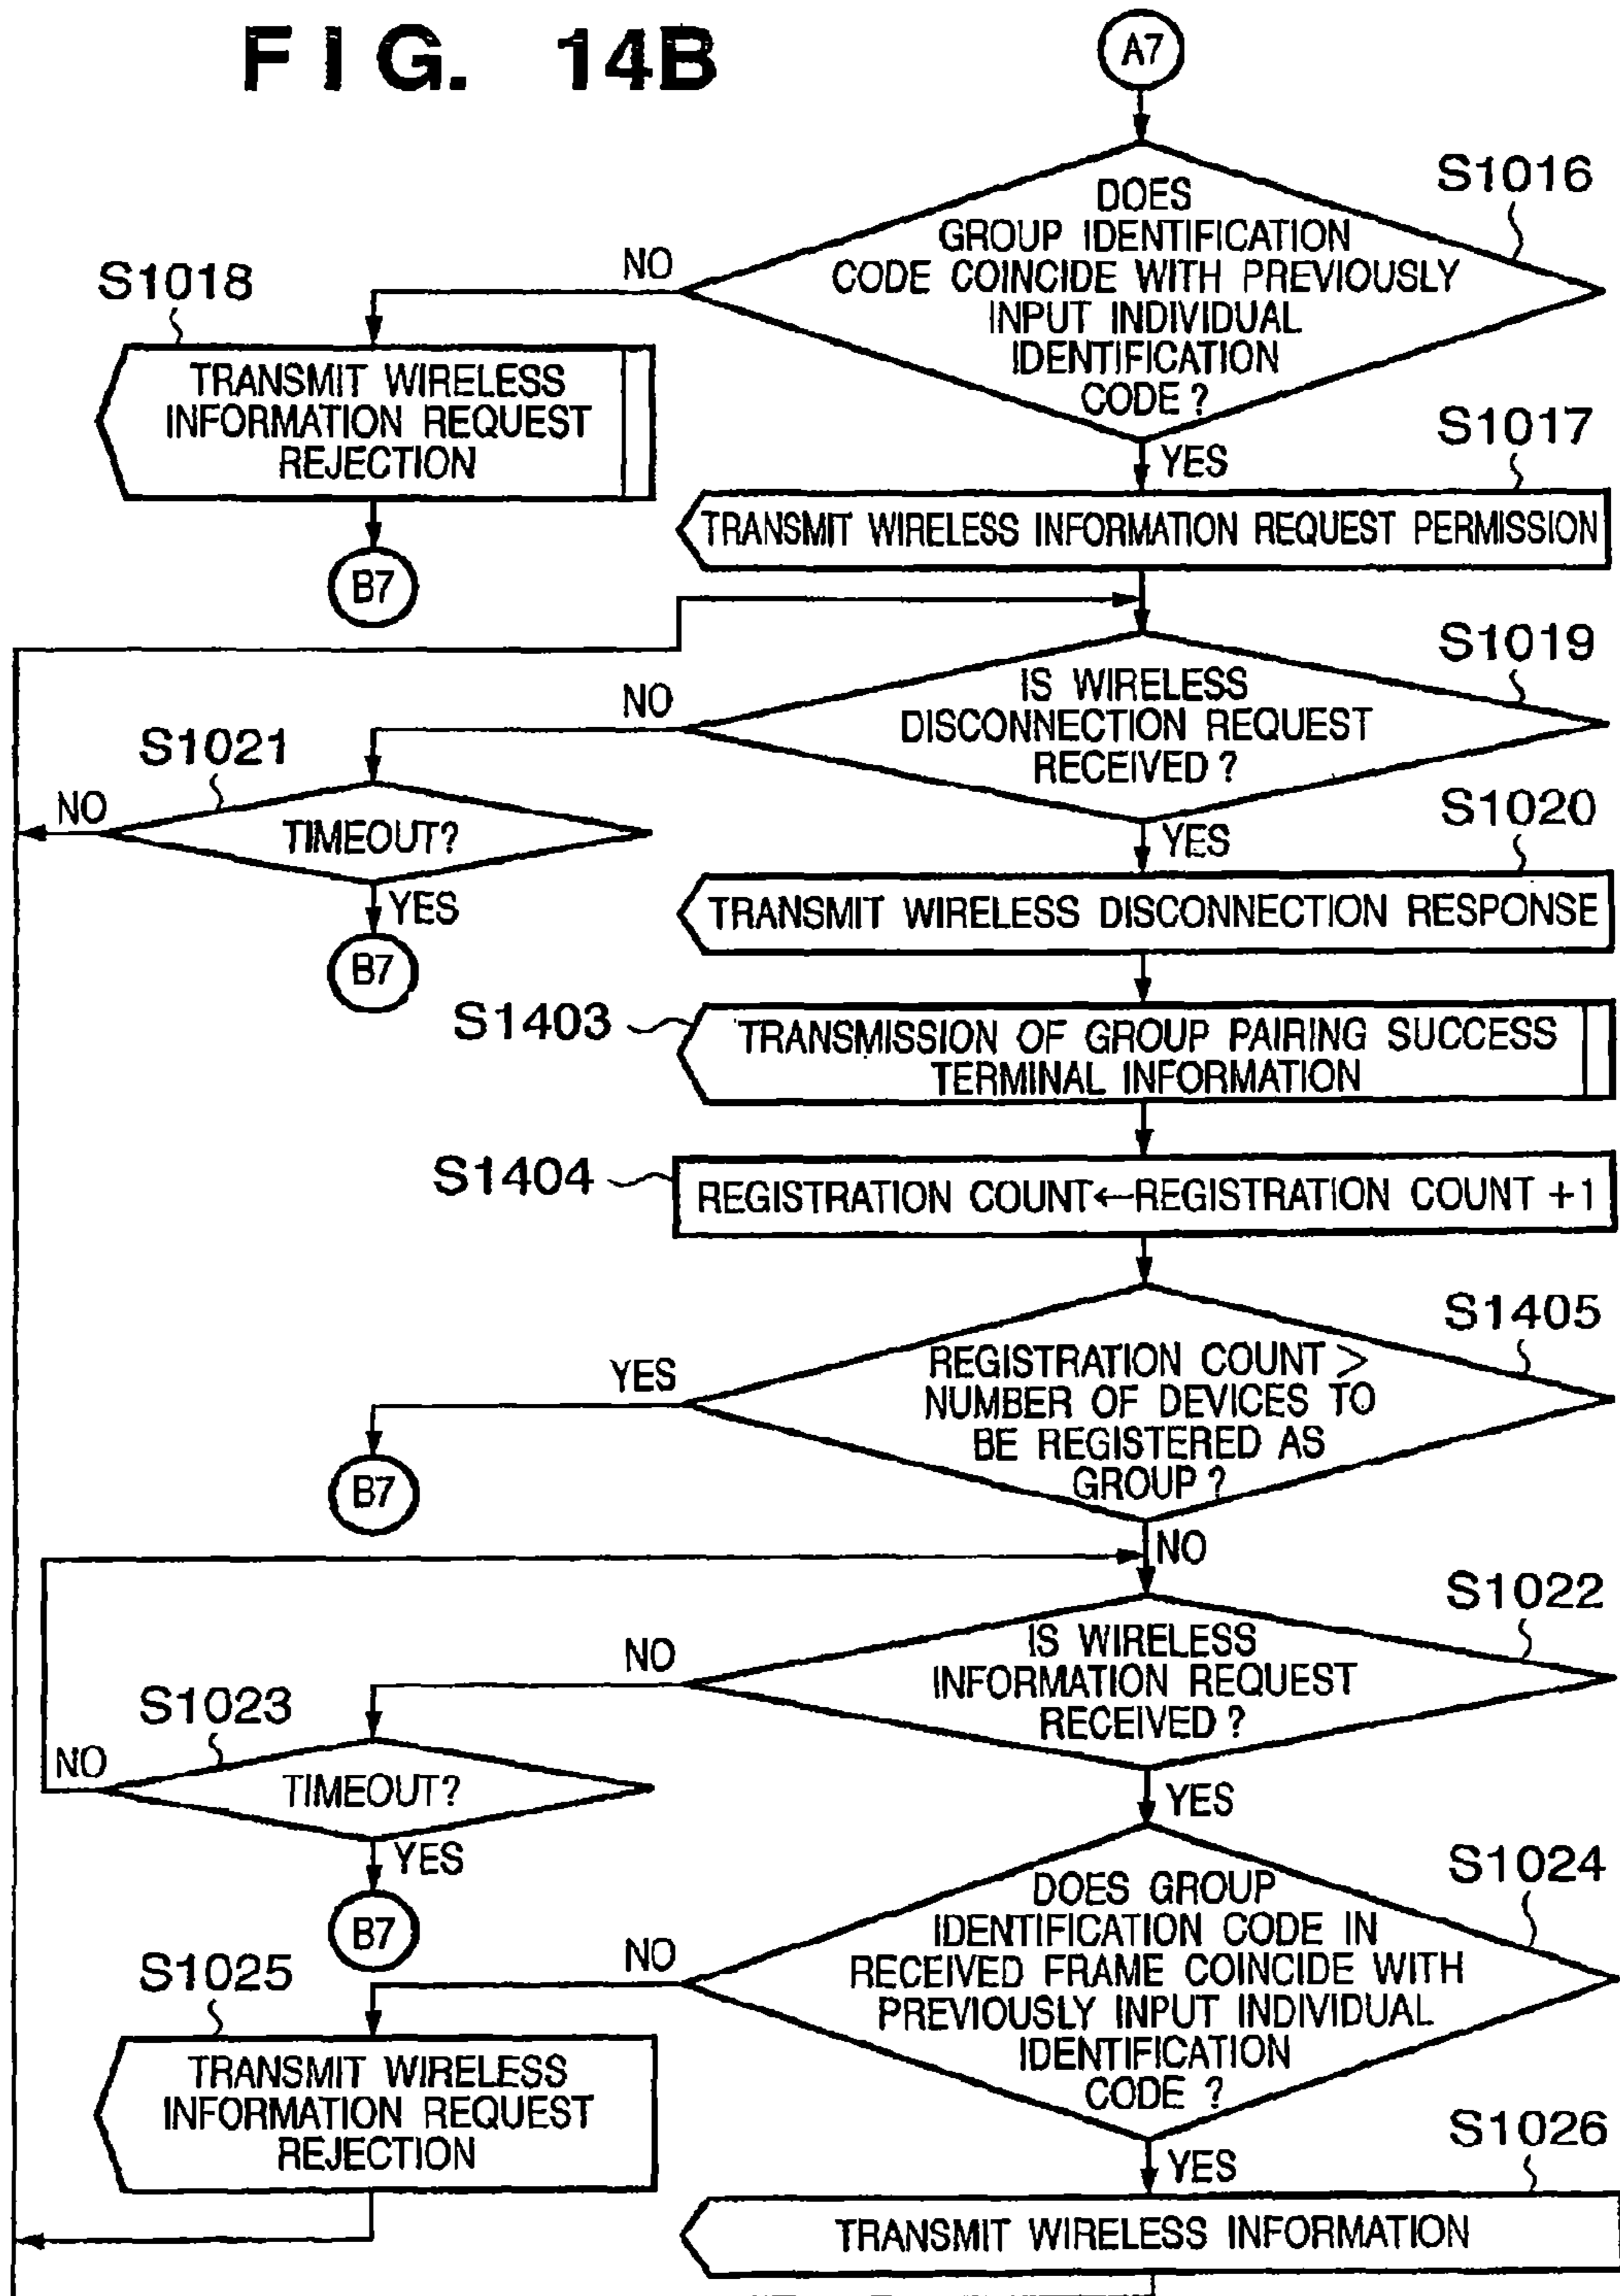 FIG. 14B
A7
S1016
DOES
GROUP IDENTIFICATION
CODE COINCIDE WITH PREVIOUSLY
INPUT INDIVIDUAL
IDENTIFICATION
CODE ?
NO
S1018
TRANSMIT WIRELESS
INFORMATION REQUEST
REJECTION
B7
YES
S1017
TRANSMIT WIRELESS INFORMATION REQUEST PERMISSION
S1019
IS WIRELESS
DISCONNECTION REQUEST
RECEIVED ?
NO
S1021
NO
TIMEOUT?
YES
B7
YES
S1020
TRANSMIT WIRELESS DISCONNECTION RESPONSE
S1403
TRANSMISSION OF GROUP PAIRING SUCCESS
TERMINAL INFORMATION
S1404
REGISTRATION COUNT←REGISTRATION COUNT +1
S1405
REGISTRATION COUNT >
NUMBER OF DEVICES TO
BE REGISTERED AS
GROUP ?
YES
B7
NO
S1022
IS WIRELESS
INFORMATION REQUEST
RECEIVED ?
NO
S1023
NO
TIMEOUT?
YES
B7
YES
S1024
DOES GROUP
IDENTIFICATION CODE IN
RECEIVED FRAME COINCIDE WITH
PREVIOUSLY INPUT INDIVIDUAL
IDENTIFICATION
CODE ?
NO
S1025
TRANSMIT WIRELESS
INFORMATION REQUEST
REJECTION
YES
S1026
TRANSMIT WIRELESS INFORMATION